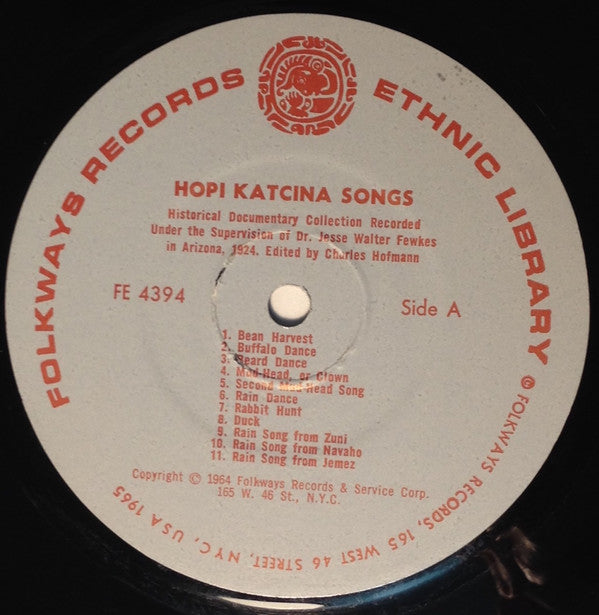 FOLKWAYS RECORDS ETHNIC LIBRARY
HOPI KATCINA SONGS
Historical Documentary Collection Recorded
Under the Supervision of Dr. Jesse Walter Fewkes
in Arizona, 1924. Edited by Charles Hofmann
FE 4394
Side A
1. Bean Harvest
2. Buffalo Dance
3. Beard Dance
4. Mud-Head, or Clown
5. Second Mud-Head Song
6. Rain Dance
7. Rabbit Hunt
8. Duck
9. Rain Song from Zuni
10. Rain Song from Navaho
11. Rain Song from Jemez
Copyright © 1964 Folkways Records & Service Corp.
165 W. 46 St., N.Y.C.
© FOLKWAYS RECORDS, 165 WEST 46 STREET, NYC, USA 1965